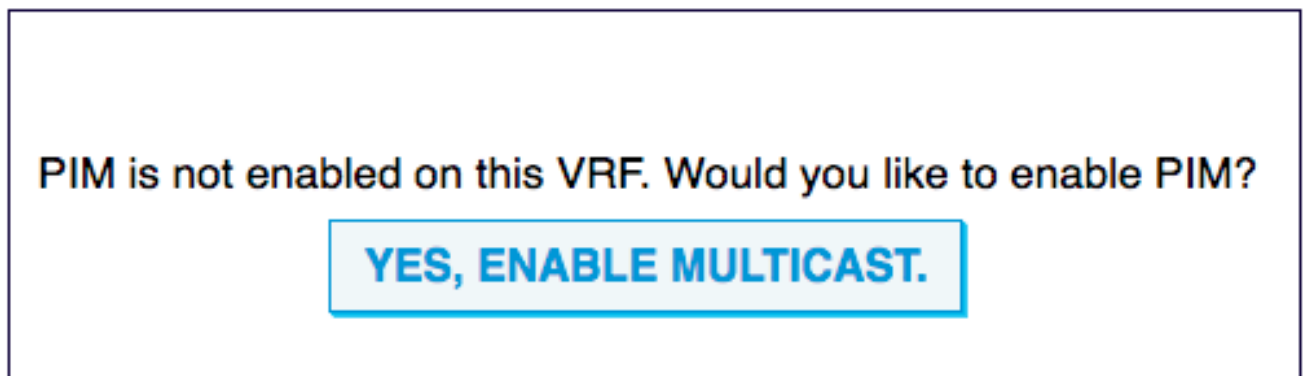 PIM is not enabled on this VRF. Would you like to enable PIM?
YES, ENABLE MULTICAST.